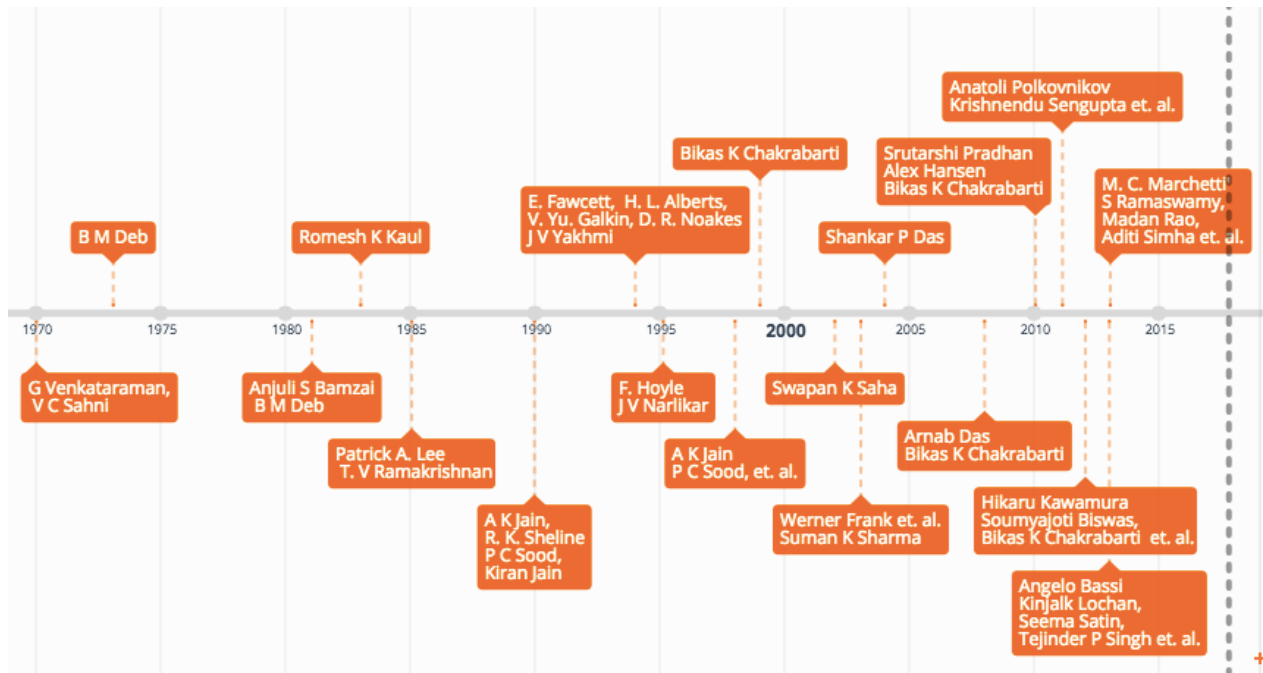 Anatoli Polkovnikov
Krishnendu Sengupta et. al.
Bikas K Chakrabarti
Srutarshi Pradhan
Alex Hansen
Bikas K Chakrabarti
M. C. Marchetti
S Ramaswamy,
Madan Rao,
Aditi Simha et. al.
E. Fawcett, H. L. Alberts,
V. Yu. Galkin, D. R. Noakes
J V Yakhmi
B M Deb
Romesh K Kaul
Shankar P Das
1970 1975 1980 1985 1990 1995 2000 2005 2010 2015
G Venkataraman,
V C Sahni
Anjuli S Bamzai
B M Deb
F. Hoyle
J V Narlikar
Swapan K Saha
Patrick A. Lee
T. V Ramakrishnan
A K Jain
P C Sood, et. al.
Arnab Das
Bikas K Chakrabarti
A K Jain,
R. K. Sheline
P C Sood,
Kiran Jain
Werner Frank et. al.
Suman K Sharma
Hikaru Kawamura
Soumyajoti Biswas,
Bikas K Chakrabarti et. al.
Angelo Bassi
Kinjalk Lochan,
Seema Satin,
Tejinder P Singh et. al.